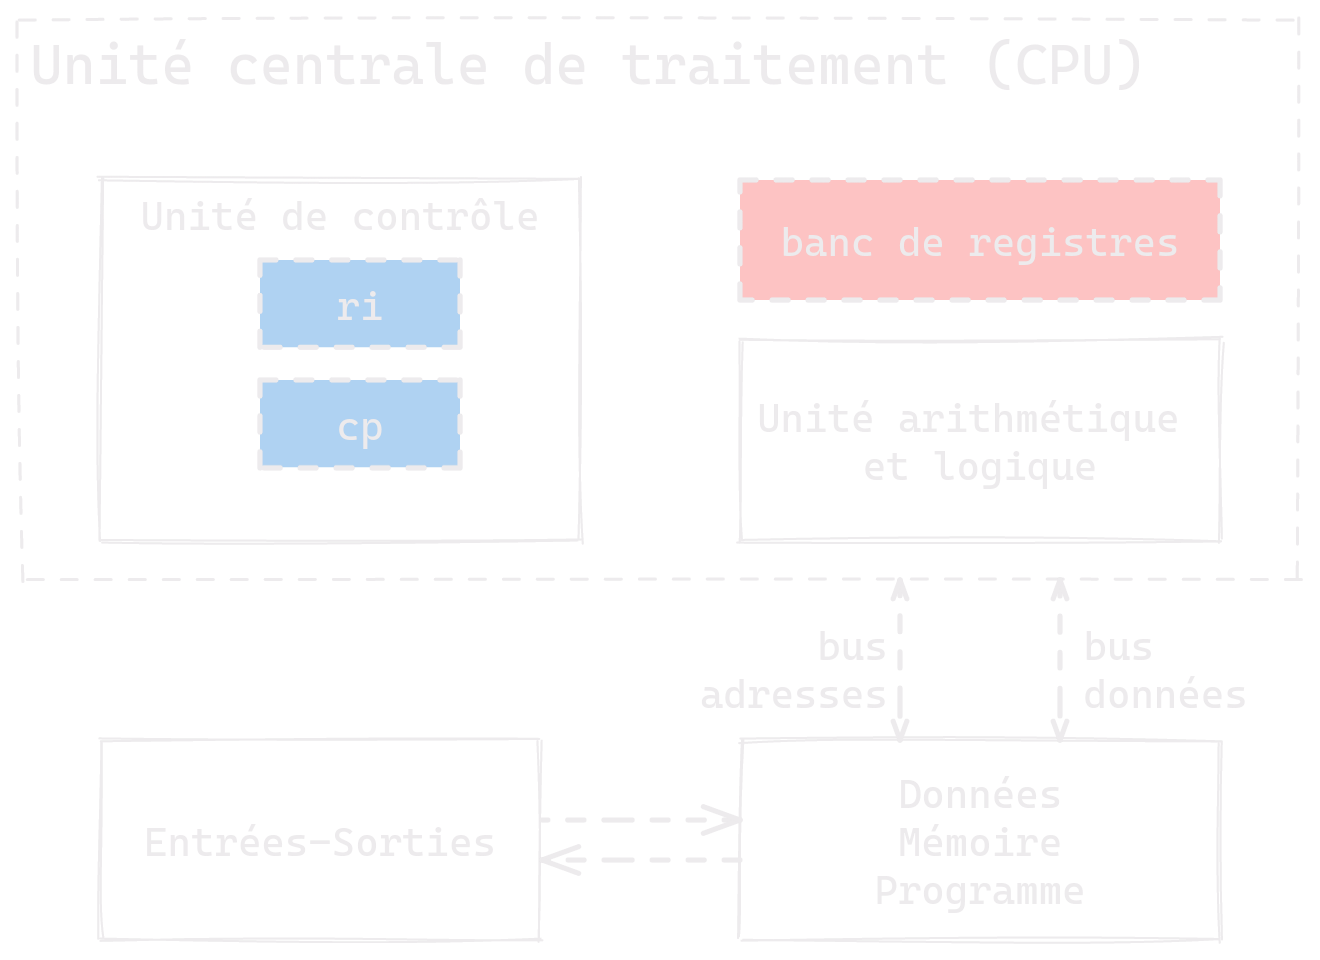 Unité centrale de traitement (CPU)
Unité de contrôle
ri
cp
banc de registres
Unité arithmétique
et logique
bus
adresses
bus
données
Entrées-Sorties
Données
Mémoire
Programme